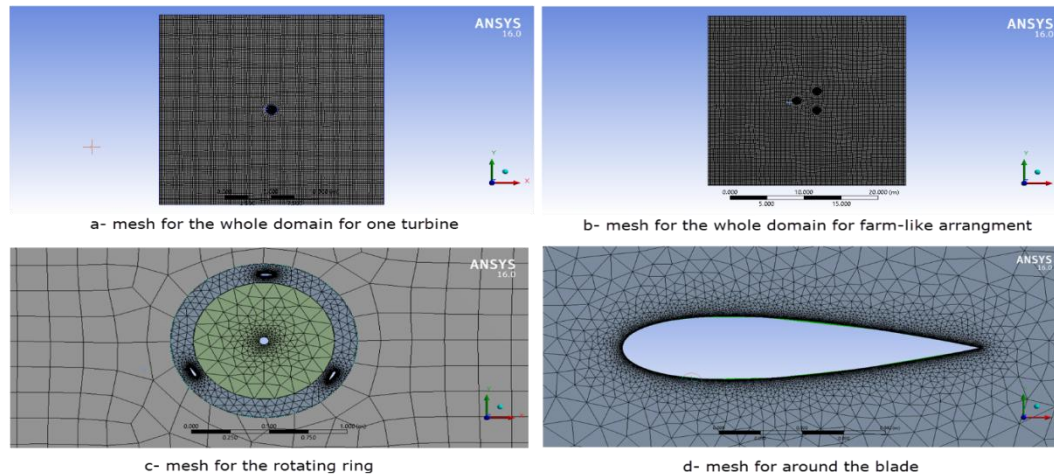 ANSYS
16.0
Y
X
a- mesh for the whole domain for one turbine
ANSYS
16.0
Y
X
0.000 10.000 20.000 (m)
5.000 15.000
b- mesh for the whole domain for farm-like arrangment
ANSYS
16.0
0.000 0.500 1.000 (m)
0.250 0.750
c- mesh for the rotating ring
ANSYS
16.0
d- mesh for around the blade